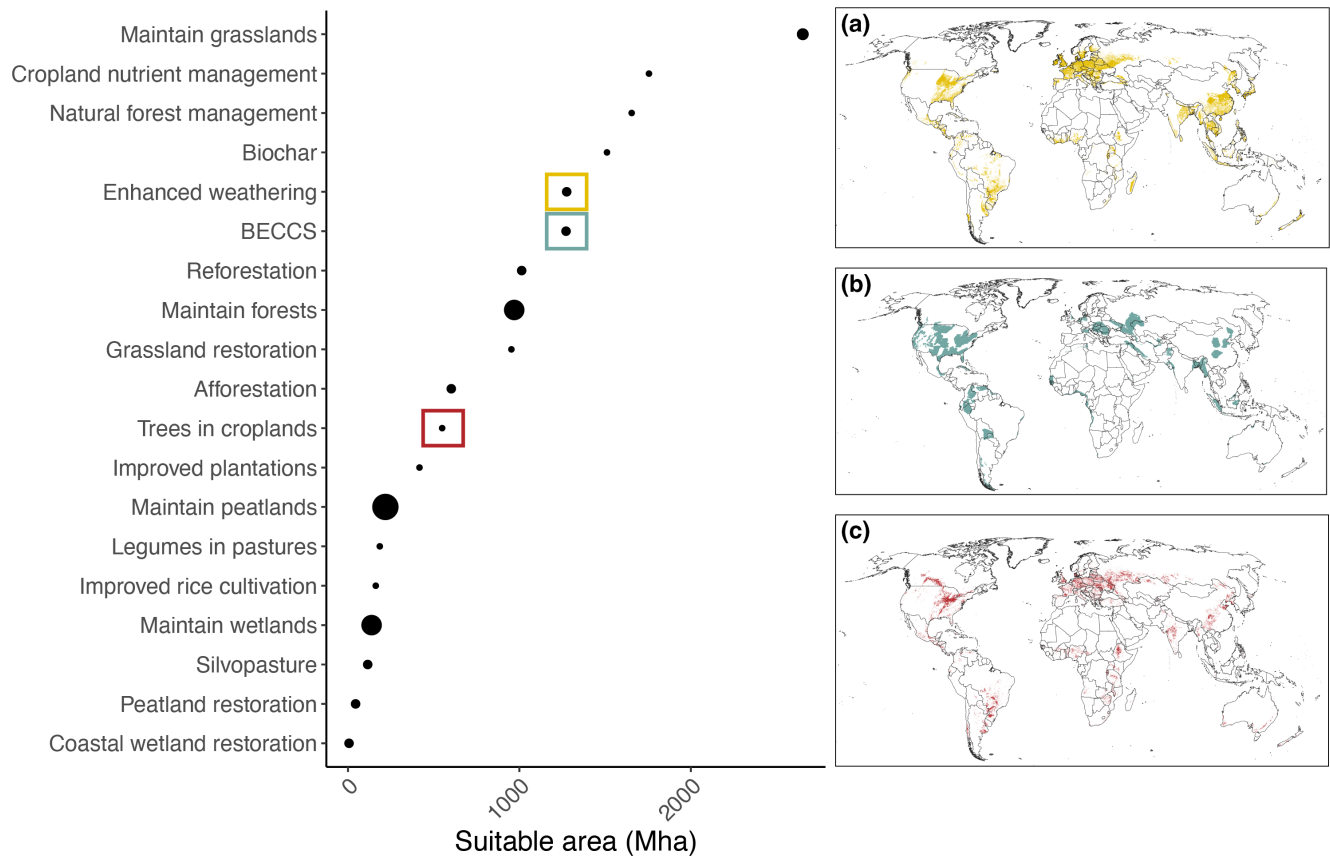 Maintain grasslands
Cropland nutrient management
Natural forest management
Biochar
Enhanced weathering
BECCS
Reforestation
Maintain forests
Grassland restoration
Afforestation
Trees in croplands
Improved plantations
Maintain peatlands
Legumes in pastures
Improved rice cultivation
Maintain wetlands
Silvopasture
Peatland restoration
Coastal wetland restoration
0
1000
2000
Suitable area (Mha)
(a)
(b)
(c)